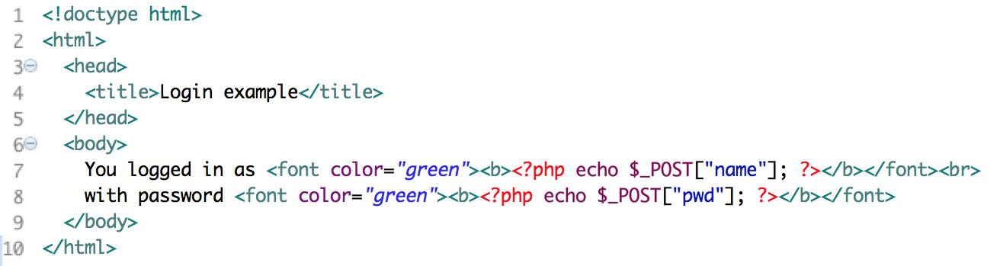 1 <!doctype html>
2 <html>
3 <head>
4 <title>Login example</title>
5 </head>
6 <body>
7 You logged in as <font color="green"><b><?php echo $_POST["name"]; ?></b></font><br>
8 with password <font color="green"><b><?php echo $_POST["pwd"]; ?></b></font>
9 </body>
10 </html>